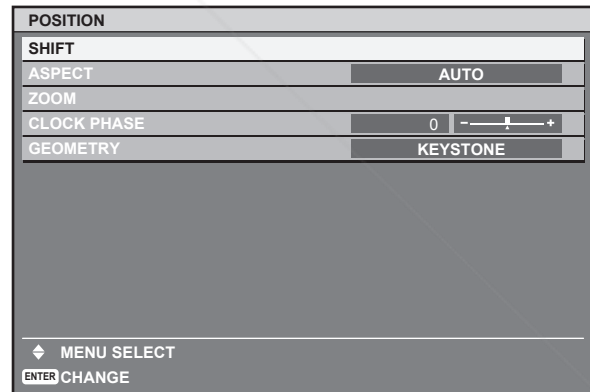 POSITION
SHIFT
ASPECT AUTO
ZOOM
CLOCK PHASE 0 - +
GEOMETRY KEYSTONE
MENU SELECT
ENTER CHANGE